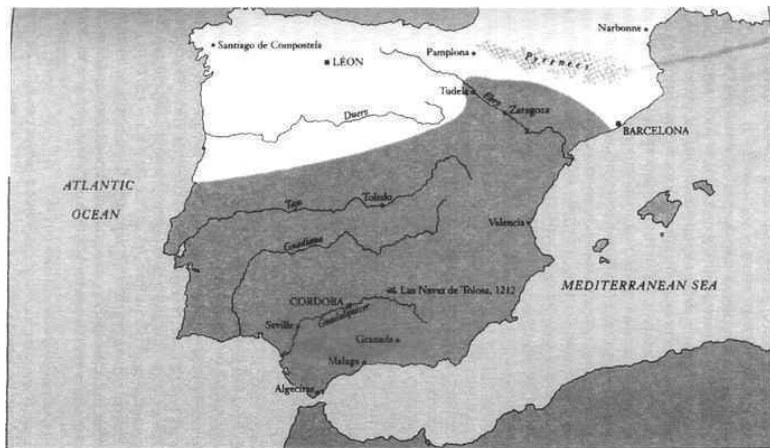 Narbonne
Santiago de Compostela
Pamplona
Pyrenees
LÉON
Tudela
Ebro
Zaragoza
Duero
BARCELONA
ATLANTIC
OCEAN
Tajo
Toledo
Valencia
Guadiana
Las Navas de Tolosa, 1212
MEDITERRANEAN SEA
CORDOBA
Guadalquivir
Seville
Granada
Malaga
Algeciras